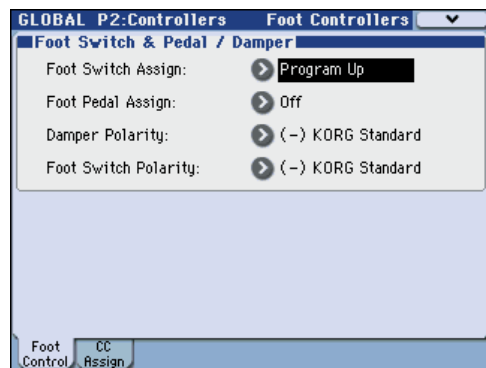 GLOBAL P2:Controllers Foot Controllers
Foot Switch & Pedal / Damper
Foot Switch Assign: Program Up
Foot Pedal Assign: Off
Damper Polarity: (-) KORG Standard
Foot Switch Polarity: (-) KORG Standard
Foot Control
CC Assign